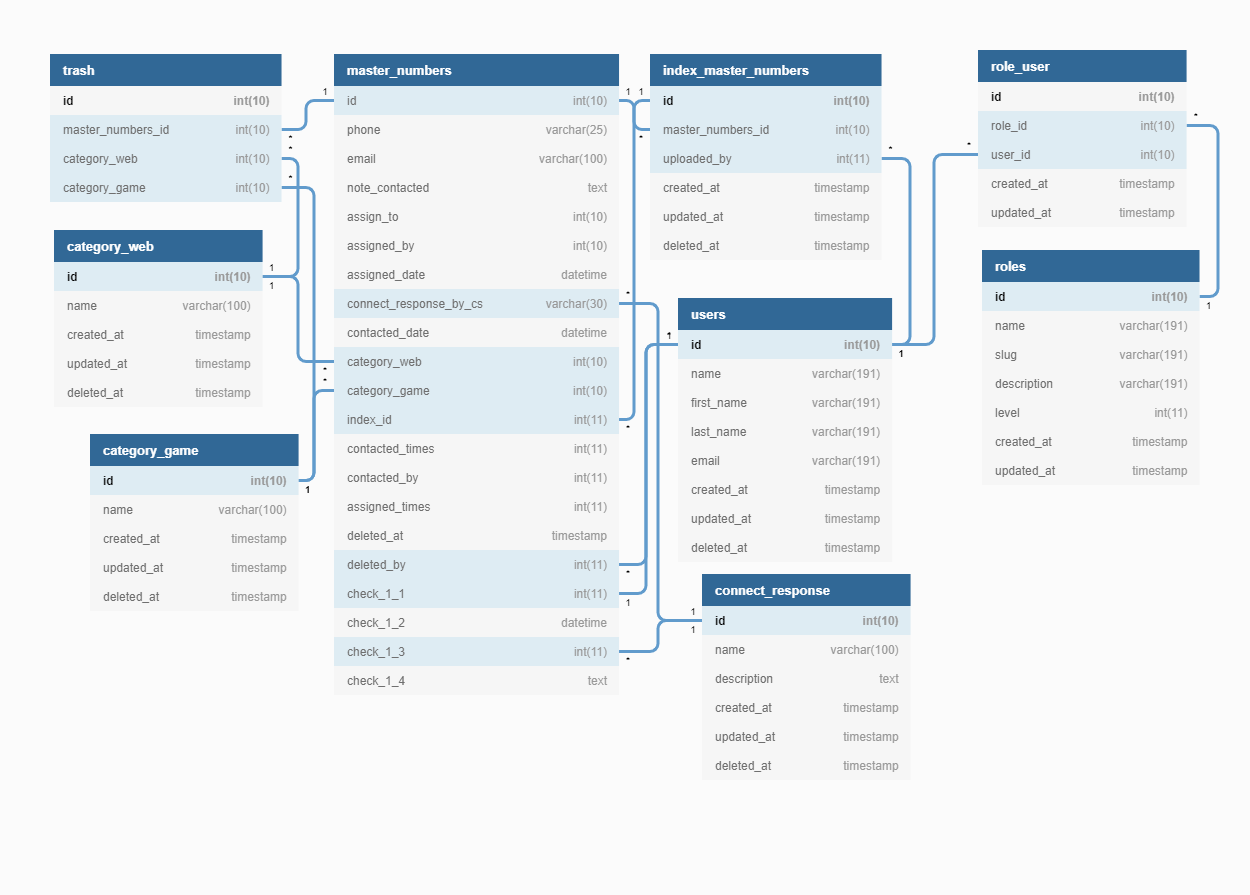 trash
id int(10)
master_numbers_id int(10)
category_web int(10)
category_game int(10)
category_web
id int(10)
name varchar(100)
created_at timestamp
updated_at timestamp
deleted_at timestamp
category_game
id int(10)
name varchar(100)
created_at timestamp
updated_at timestamp
deleted_at timestamp
master_numbers
id int(10)
phone varchar(25)
email varchar(100)
note_contacted text
assign_to int(10)
assigned_by int(10)
assigned_date datetime
connect_response_by_cs varchar(30)
contacted_date datetime
category_web int(10)
category_game int(10)
index_id int(11)
contacted_times int(11)
contacted_by int(11)
assigned_times int(11)
deleted_at timestamp
deleted_by int(11)
check_1_1 int(11)
check_1_2 datetime
check_1_3 int(11)
check_1_4 text
index_master_numbers
id int(10)
master_numbers_id int(10)
uploaded_by int(11)
created_at timestamp
updated_at timestamp
deleted_at timestamp
users
id int(10)
name varchar(191)
first_name varchar(191)
last_name varchar(191)
email varchar(191)
created_at timestamp
updated_at timestamp
deleted_at timestamp
connect_response
id int(10)
name varchar(100)
description text
created_at timestamp
updated_at timestamp
deleted_at timestamp
role_user
id int(10)
role_id int(10)
user_id int(10)
created_at timestamp
updated_at timestamp
roles
id int(10)
name varchar(191)
slug varchar(191)
description varchar(191)
level int(11)
created_at timestamp
updated_at timestamp
1
*
*
*
1
1
*
*
1
1
1
*
*
*
*
1
*
1
1
1
*
1
*
*
1